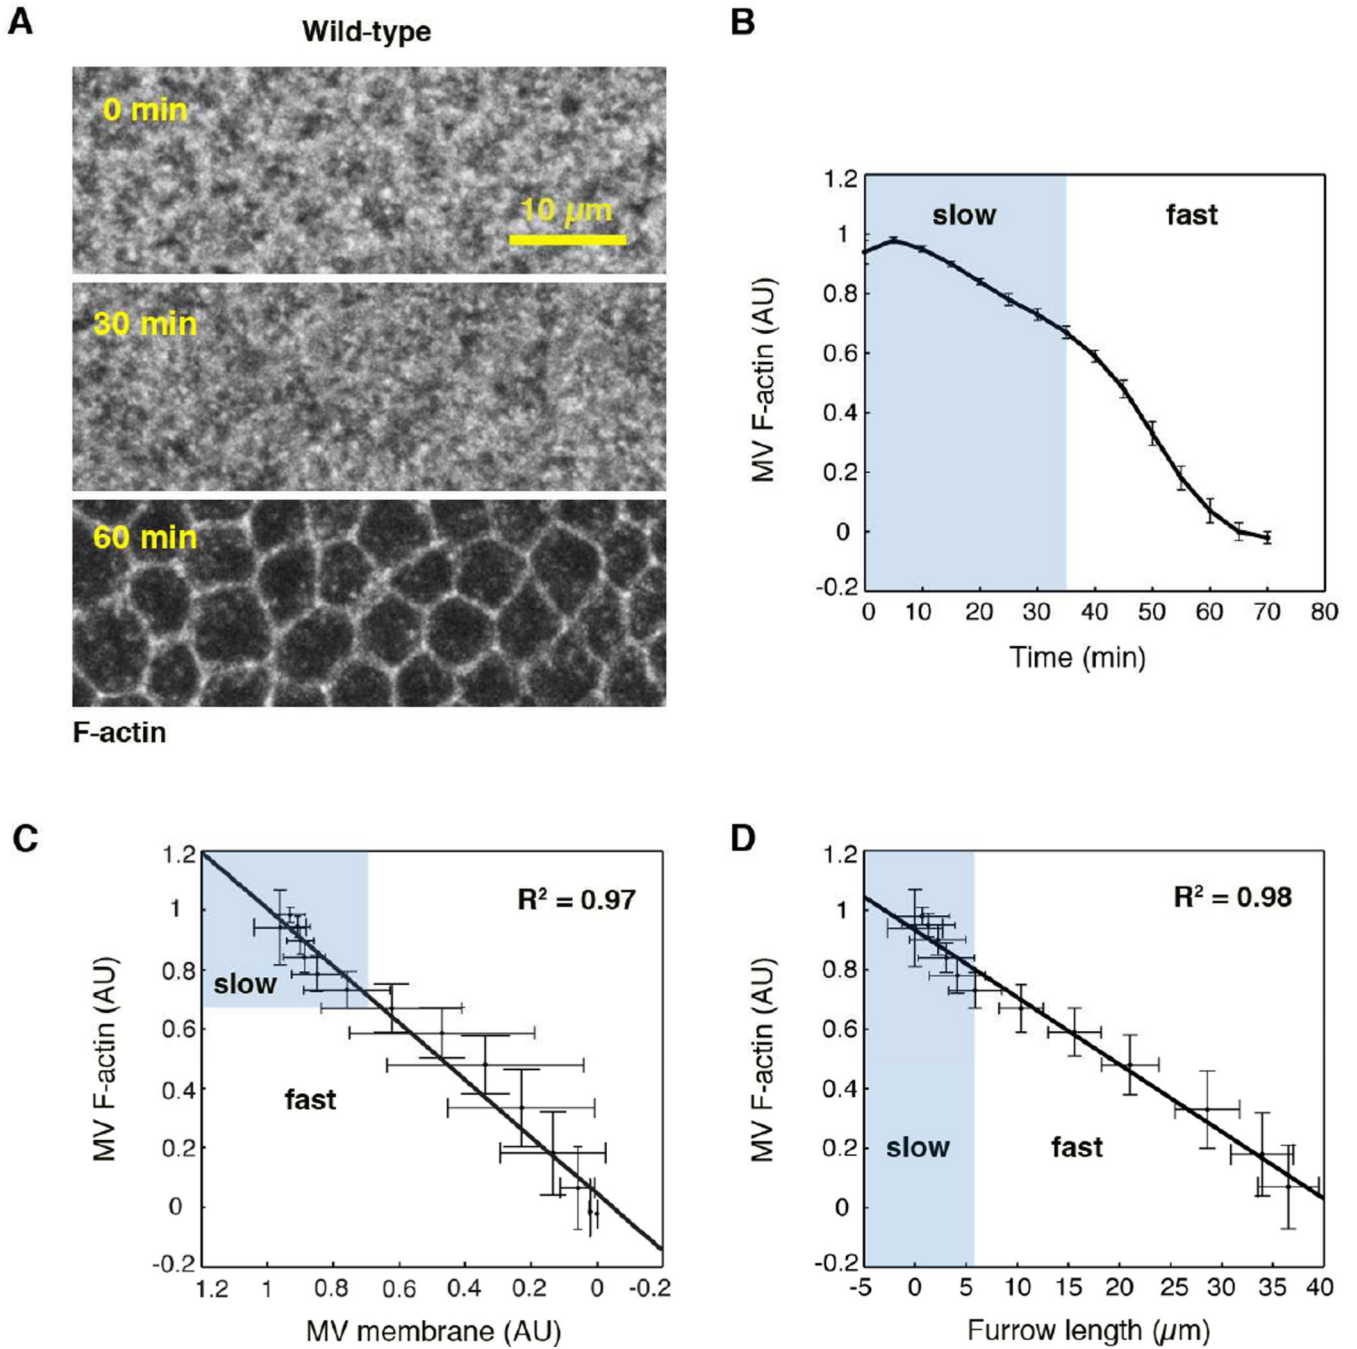 A
Wild-type
0 min
10 µm
30 min
60 min
F-actin
B
slow
fast
1.2
1
0.8
0.6
0.4
0.2
0
-0.2
0 10 20 30 40 50 60 70 80
MV F-actin (AU)
Time (min)
C
R² = 0.97
slow
fast
1.2
1
0.8
0.6
0.4
0.2
0
-0.2
1.2 1 0.8 0.6 0.4 0.2 0 -0.2
MV F-actin (AU)
MV membrane (AU)
D
R² = 0.98
slow
fast
1.2
1
0.8
0.6
0.4
0.2
0
-0.2
-5 0 5 10 15 20 25 30 35 40
MV F-actin (AU)
Furrow length (µm)